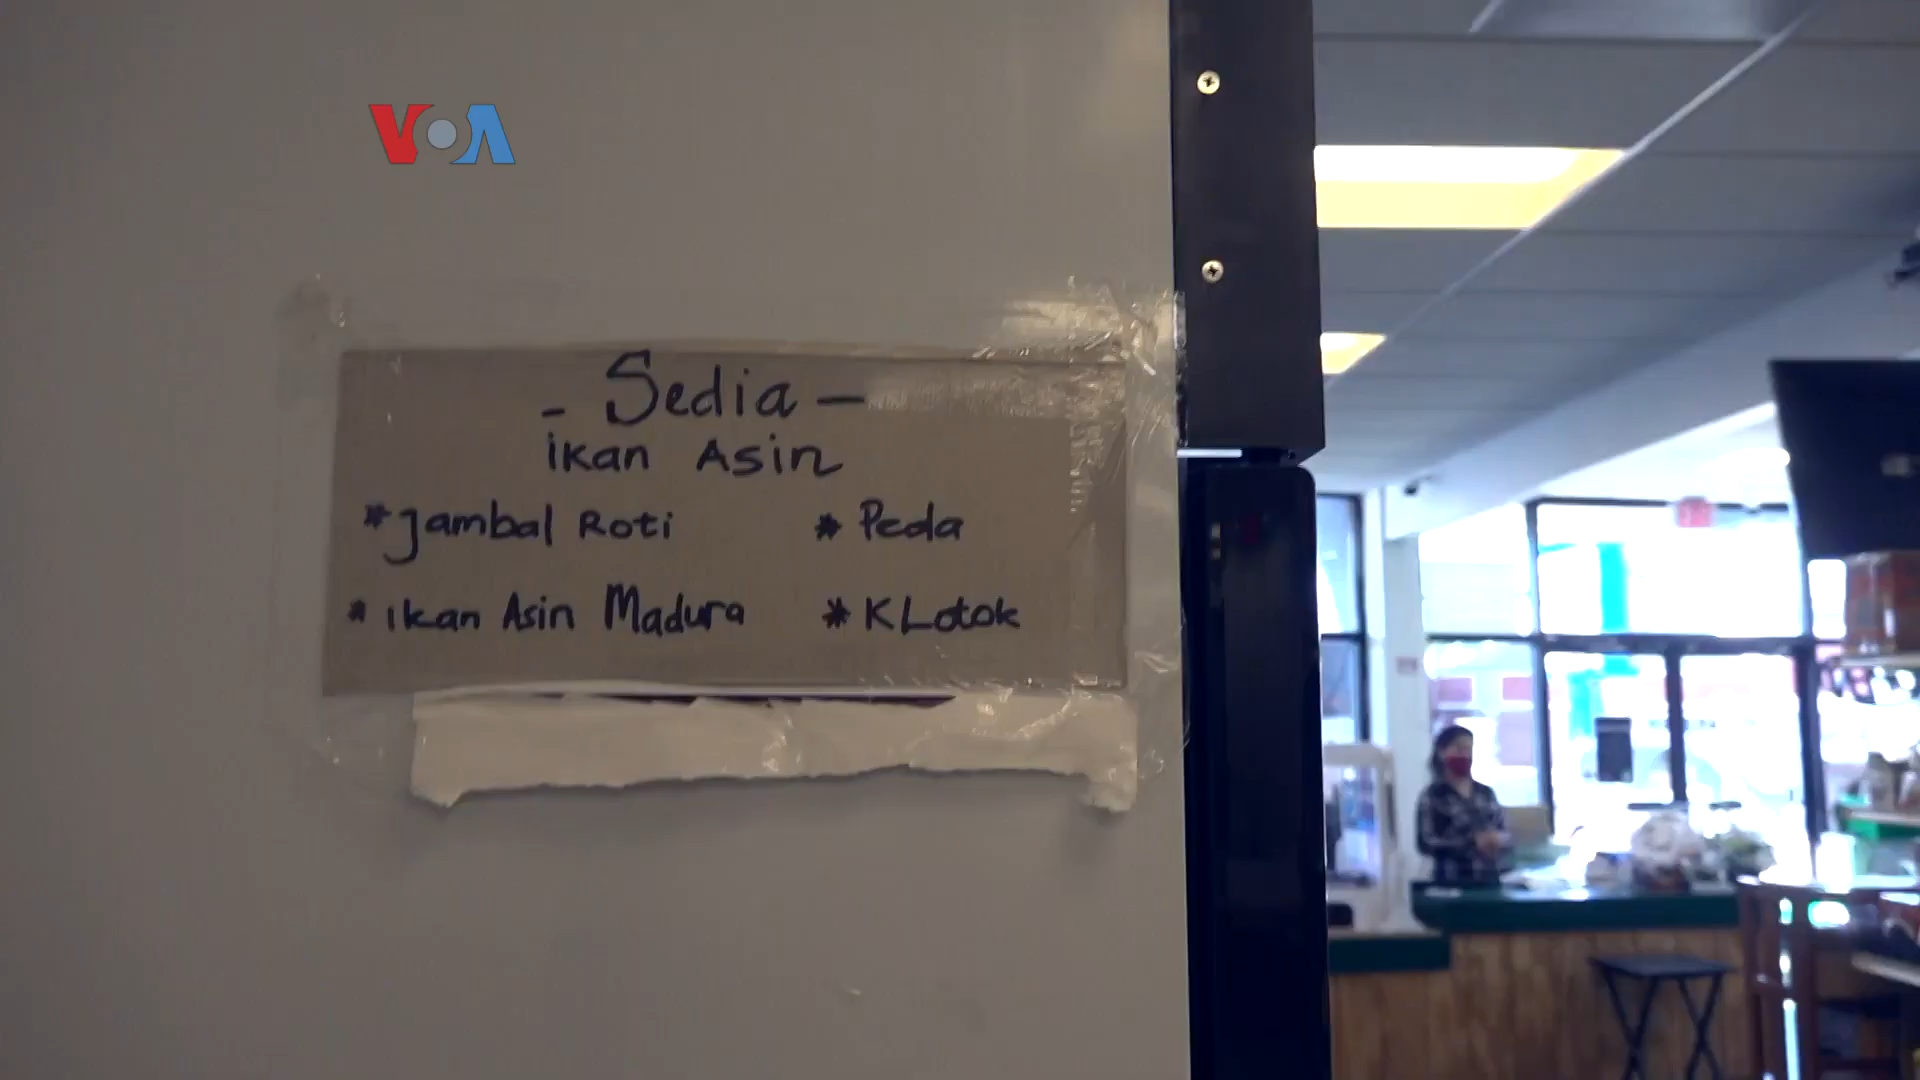 VOA
- Sedia -
ikan Asin
* Jambal Roti * Peda
* ikan Asin Madura * KLotok